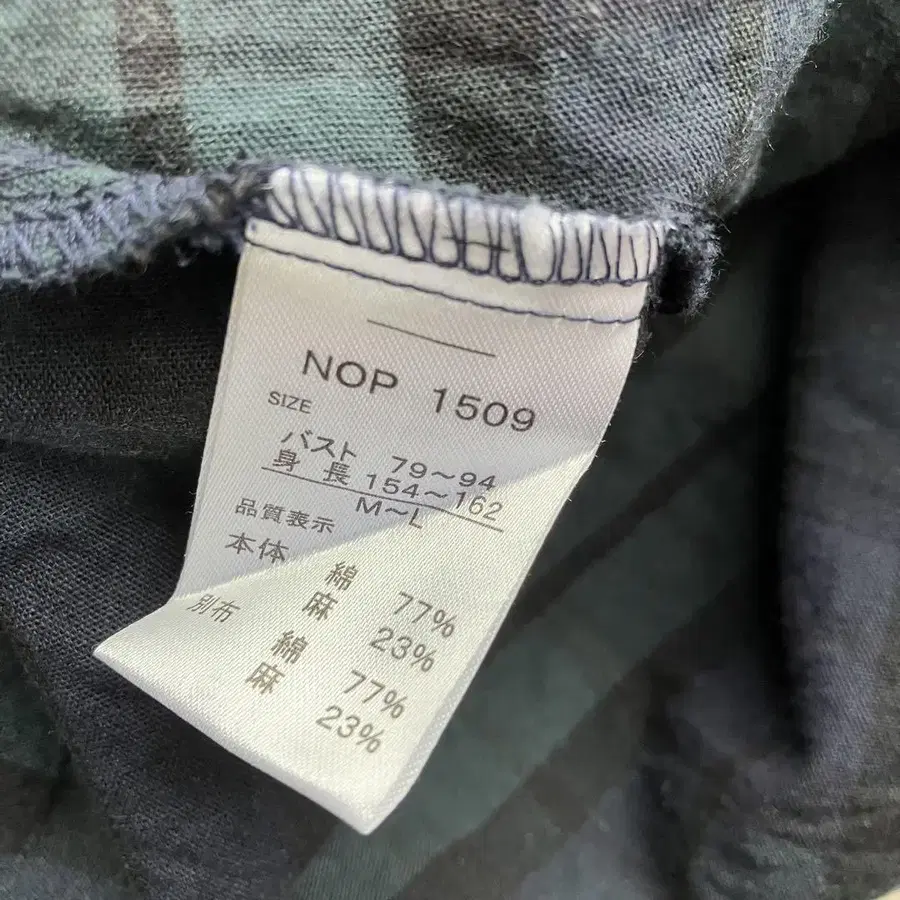 NOP 1509
SIZE
バスト 79~94
身長 154~162
M~L
品質表示
本体 綿 77%
麻 23%
別布 綿 77%
麻 23%